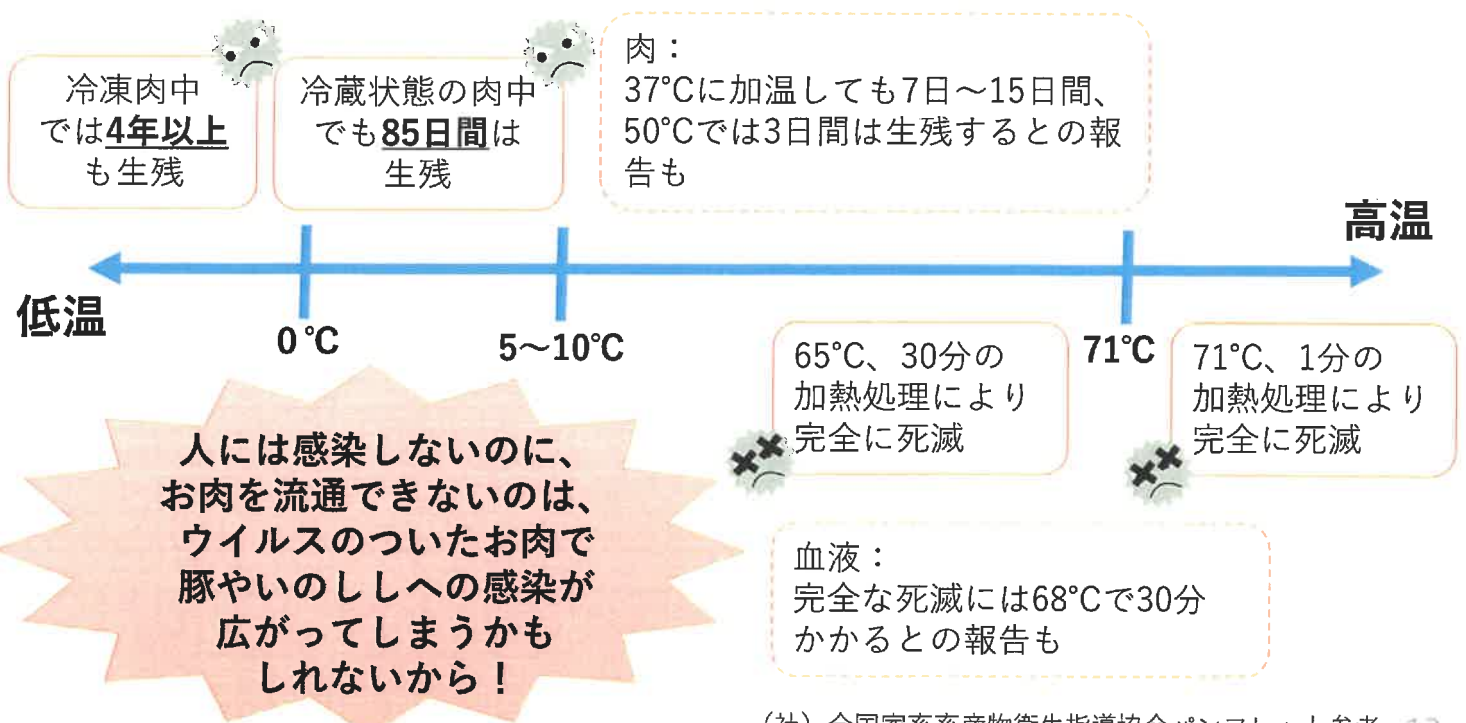 冷凍肉中
では4年以上
も生残
冷蔵状態の肉中
でも85日間は
生残
肉：
37°Cに加温しても7日～15日間、
50°Cでは3日間は生残するとの報
告も
高温
低温
0℃
5～10℃
71℃
65°C、30分の
加熱処理により
完全に死滅
71°C、1分の
加熱処理により
完全に死滅
人には感染しないのに、
お肉を流通できないのは、
ウイルスのついたお肉で
豚やいのししへの感染が
広がってしまうかも
しれないから！
血液：
完全な死滅には68°Cで30分
かかるとの報告も